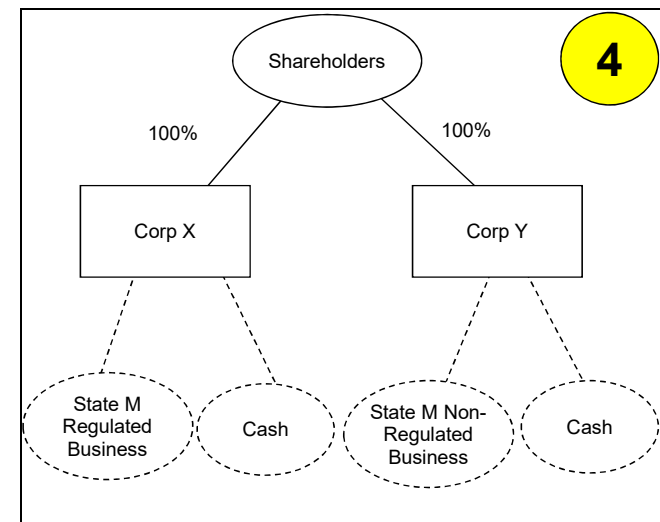 Shareholders
4
100%
100%
Corp X
Corp Y
State M
Regulated
Business
Cash
State M Non-
Regulated
Business
Cash